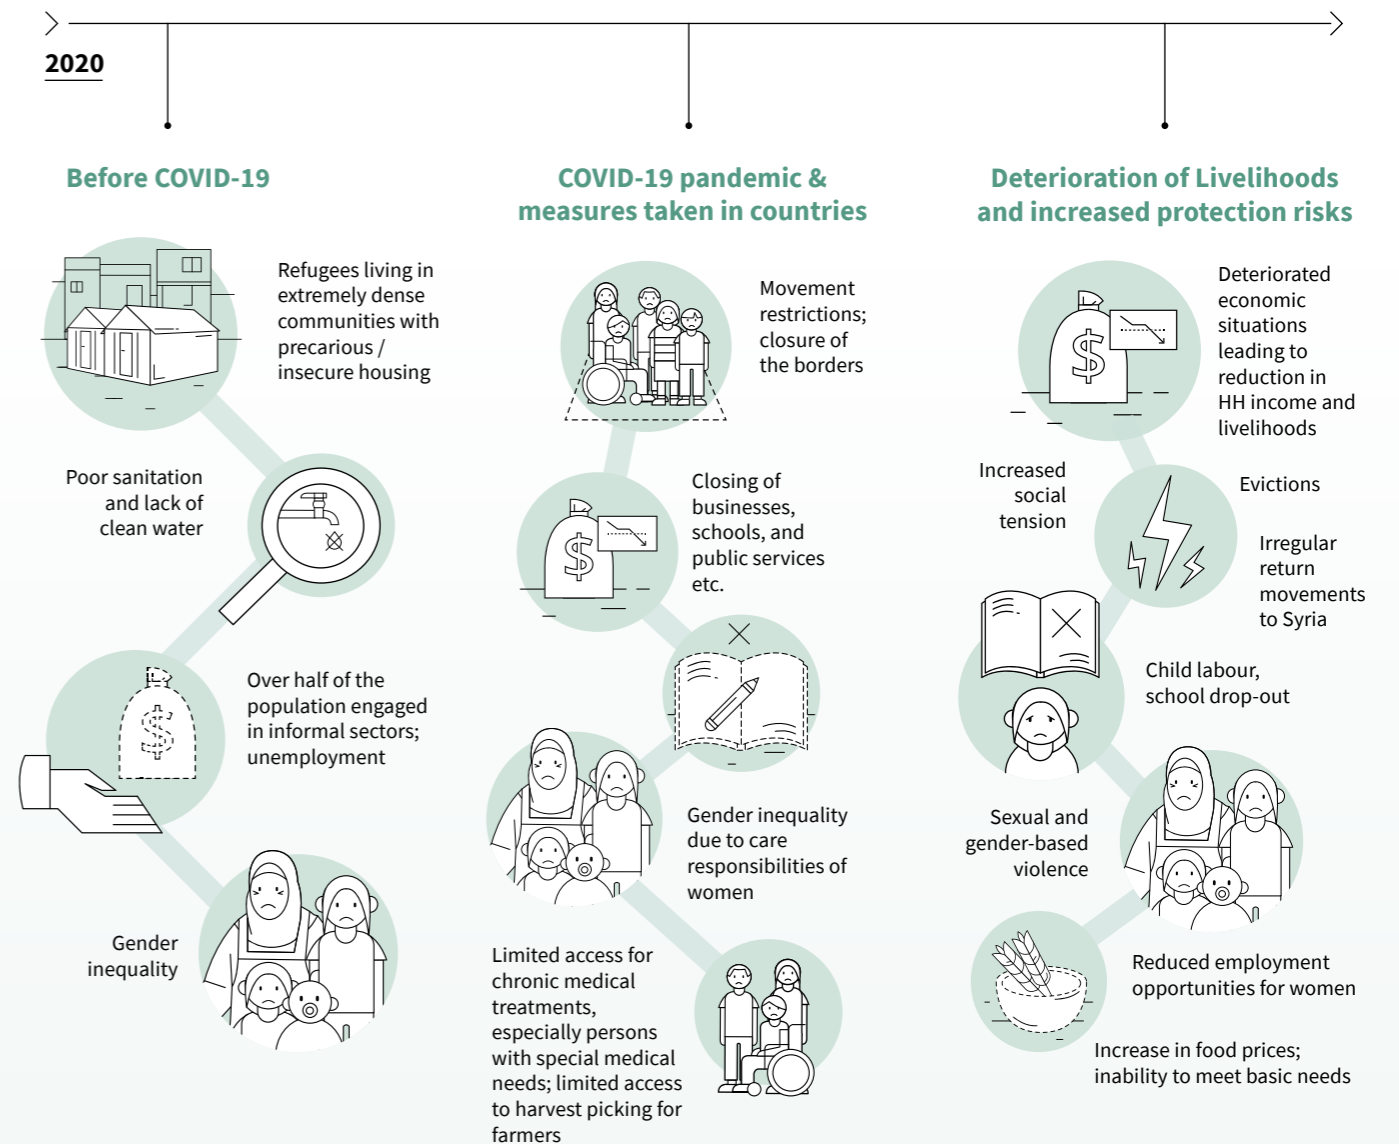 2020
Before COVID-19
Refugees living in
extremely dense
communities with
precarious /
insecure housing
Poor sanitation
and lack of
clean water
$
Over half of the
population engaged
in informal sectors;
unemployment
Gender
inequality
COVID-19 pandemic &
measures taken in countries
Movement
restrictions;
closure of
the borders
$
Closing of
businesses,
schools, and
public services
etc.
Gender inequality
due to care
responsibilities of
women
Limited access for
chronic medical
treatments,
especially persons
with special medical
needs; limited access
to harvest picking for
farmers
Deterioration of Livelihoods
and increased protection risks
$
Deteriorated
economic
situations
leading to
reduction in
HH income and
livelihoods
Increased
social
tension
Evictions
Irregular
return
movements
to Syria
Child labour,
school drop-out
Sexual and
gender-based
violence
Reduced employment
opportunities for women
Increase in food prices;
inability to meet basic needs